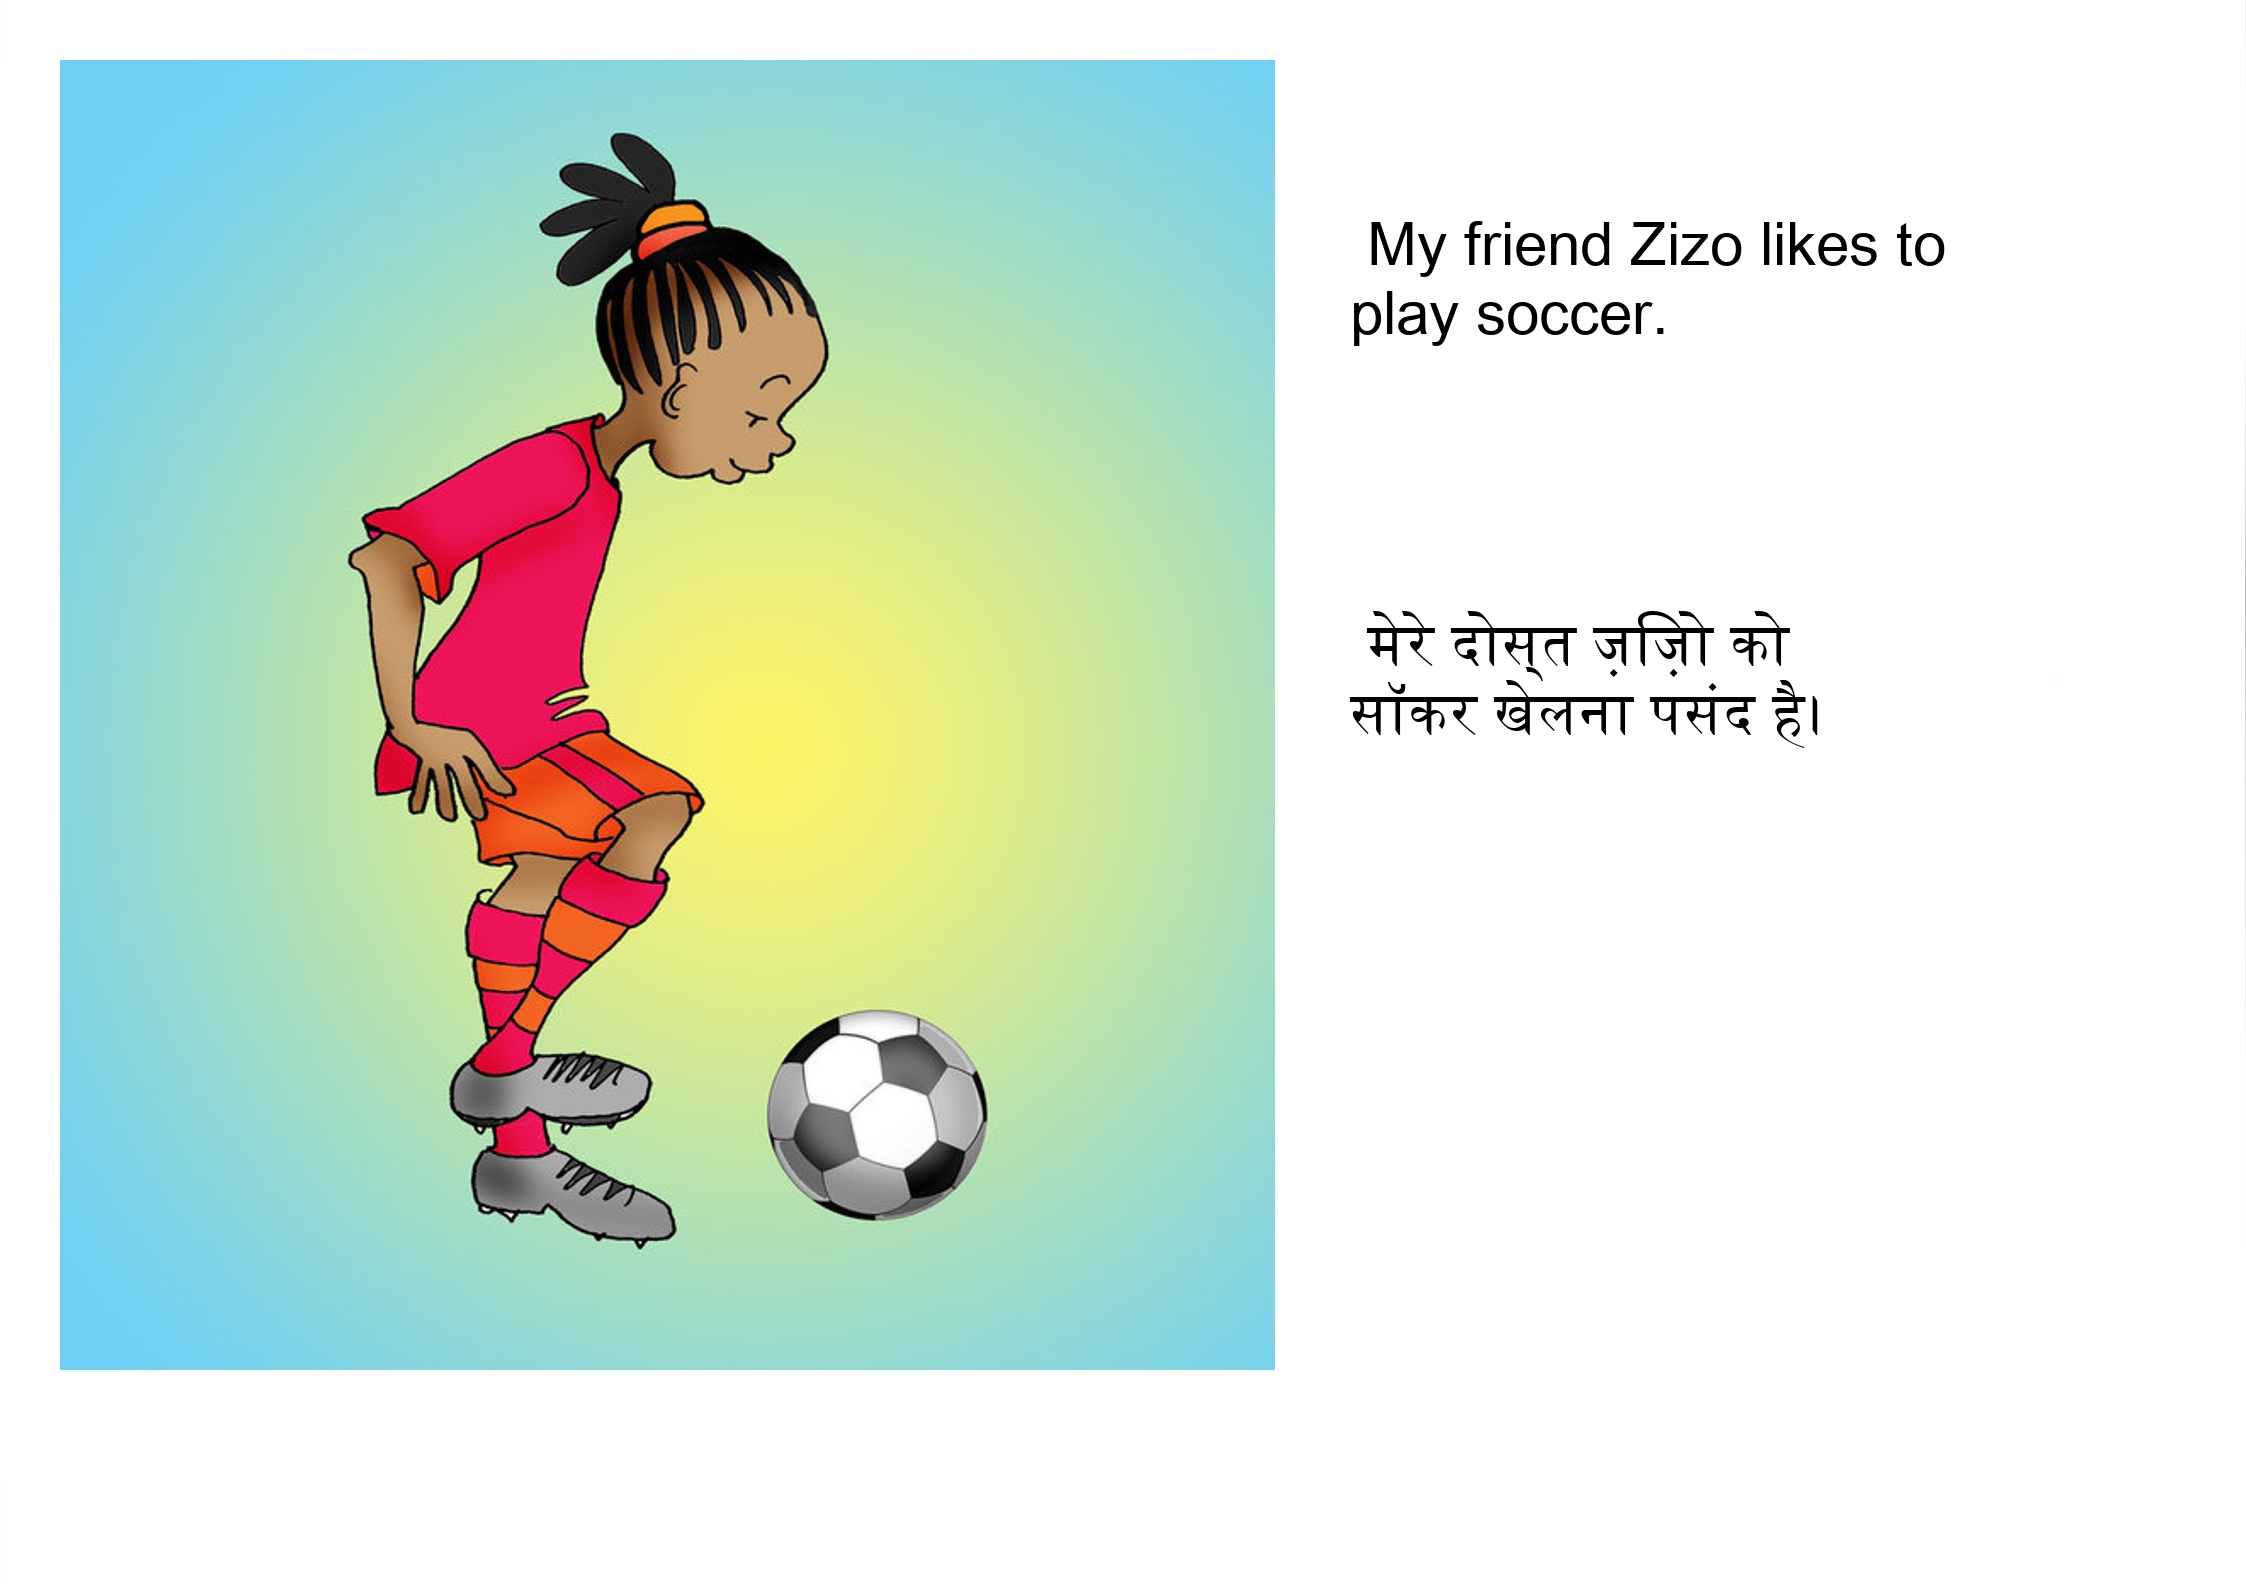 My friend Zizo likes to
play soccer.
मेरे दोस्त ज़िज़ो को
सॉकर खेलना पसंद है।